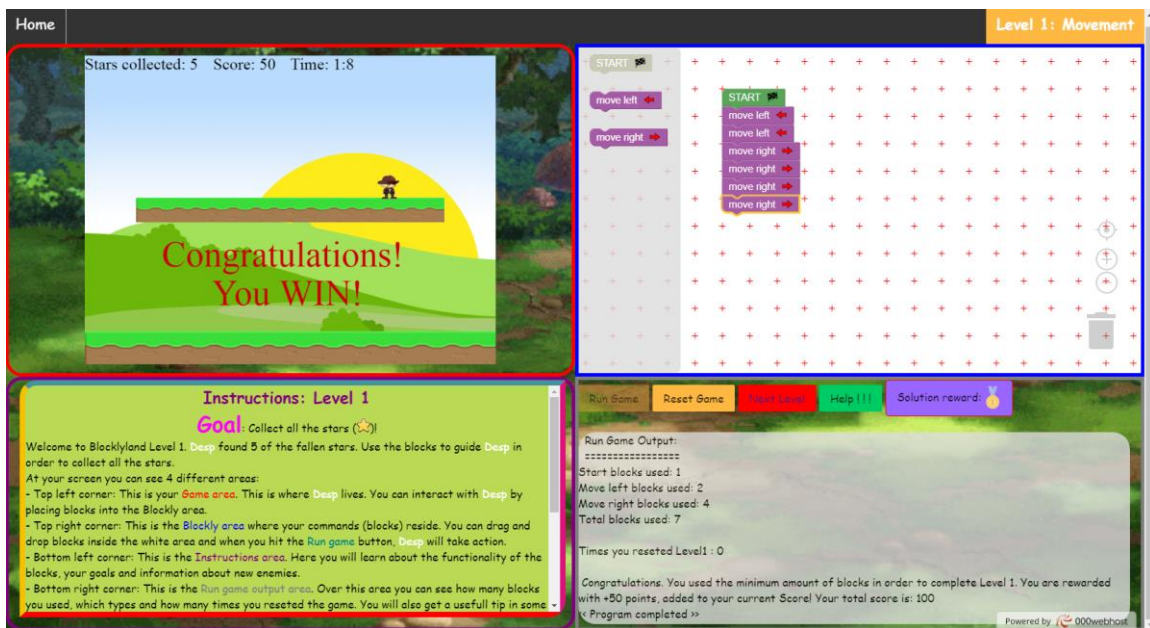 Home
Level 1: Movement
Stars collected: 5 Score: 50 Time: 1:8
Congratulations!
You WIN!
START
move left
move right
START
move left
move left
move right
move right
move right
move right
Instructions: Level 1
Goal: Collect all the stars ( )!
Welcome to Blocklyland Level 1. Desp found 5 of the fallen stars. Use the blocks to guide Desp in
order to collect all the stars.
At your screen you can see 4 different areas:
- Top left corner: This is your Game area. This is where Desp lives. You can interact with Desp by
placing blocks into the Blockly area.
- Top right corner: This is the Blockly area where your commands (blocks) reside. You can drag and
drop blocks inside the white area and when you hit the Run game button, Desp will take action.
- Bottom left corner: This is the Instructions area. Here you will learn about the functionality of the
blocks, your goals and information about new enemies.
- Bottom right corner: This is the Run game output area. Over this area you can see how many blocks
you used, which types and how many times you reseted the game. You will also get a usefull tip in some
Run Game
Reset Game
Next Level
Help !!!
Solution reward:
Run Game Output:
=================
Start blocks used: 1
Move left blocks used: 2
Move right blocks used: 4
Total blocks used: 7
Times you reseted Level1 : 0
Congratulations. You used the minimum amount of blocks in order to complete Level 1. You are rewarded
with +50 points, added to your current Score! Your total score is: 100
<< Program completed >>
Powered by 000webhost